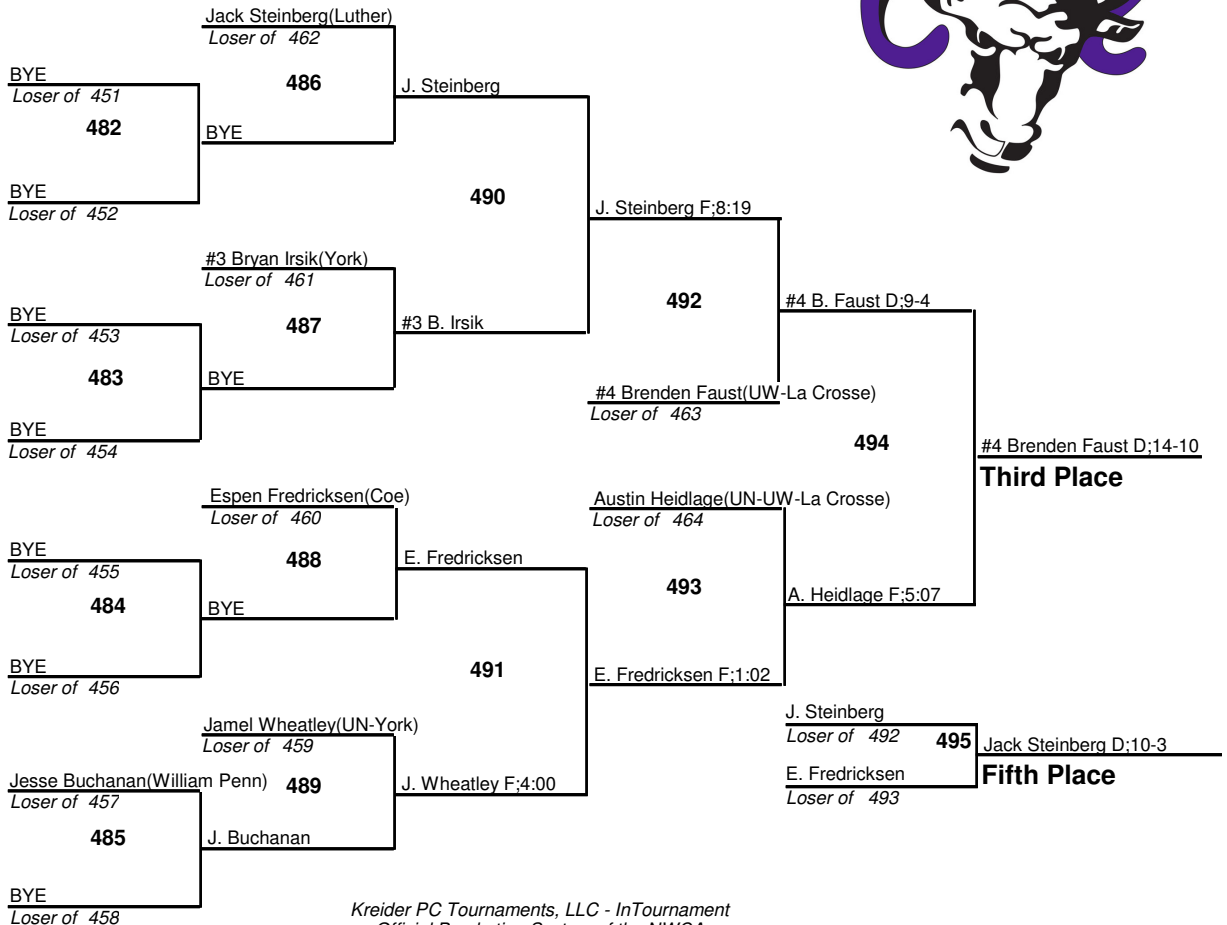 Jack Steinberg(Luther)
Loser of 462
BYE
Loser of 451
486
J. Steinberg
482
BYE
BYE
Loser of 452
490
J. Steinberg F;8:19
#3 Bryan Irsik(York)
Loser of 461
BYE
Loser of 453
487
#3 B. Irsik
492
#4 B. Faust D;9-4
483
BYE
#4 Brenden Faust(UW-La Crosse)
Loser of 463
BYE
Loser of 454
494
#4 Brenden Faust D;14-10
Third Place
Espen Fredricksen(Coe)
Loser of 460
Austin Heidlage(UN-UW-La Crosse)
Loser of 464
BYE
Loser of 455
488
E. Fredricksen
493
A. Heidlage F;5:07
484
BYE
BYE
Loser of 456
491
E. Fredricksen F;1:02
Jamel Wheatley(UN-York)
Loser of 459
J. Steinberg
Loser of 492
495
Jack Steinberg D;10-3
Fifth Place
E. Fredricksen
Loser of 493
Jesse Buchanan(William Penn)
Loser of 457
489
J. Wheatley F;4:00
485
J. Buchanan
BYE
Loser of 458
Kreider PC Tournaments, LLC - InTournament